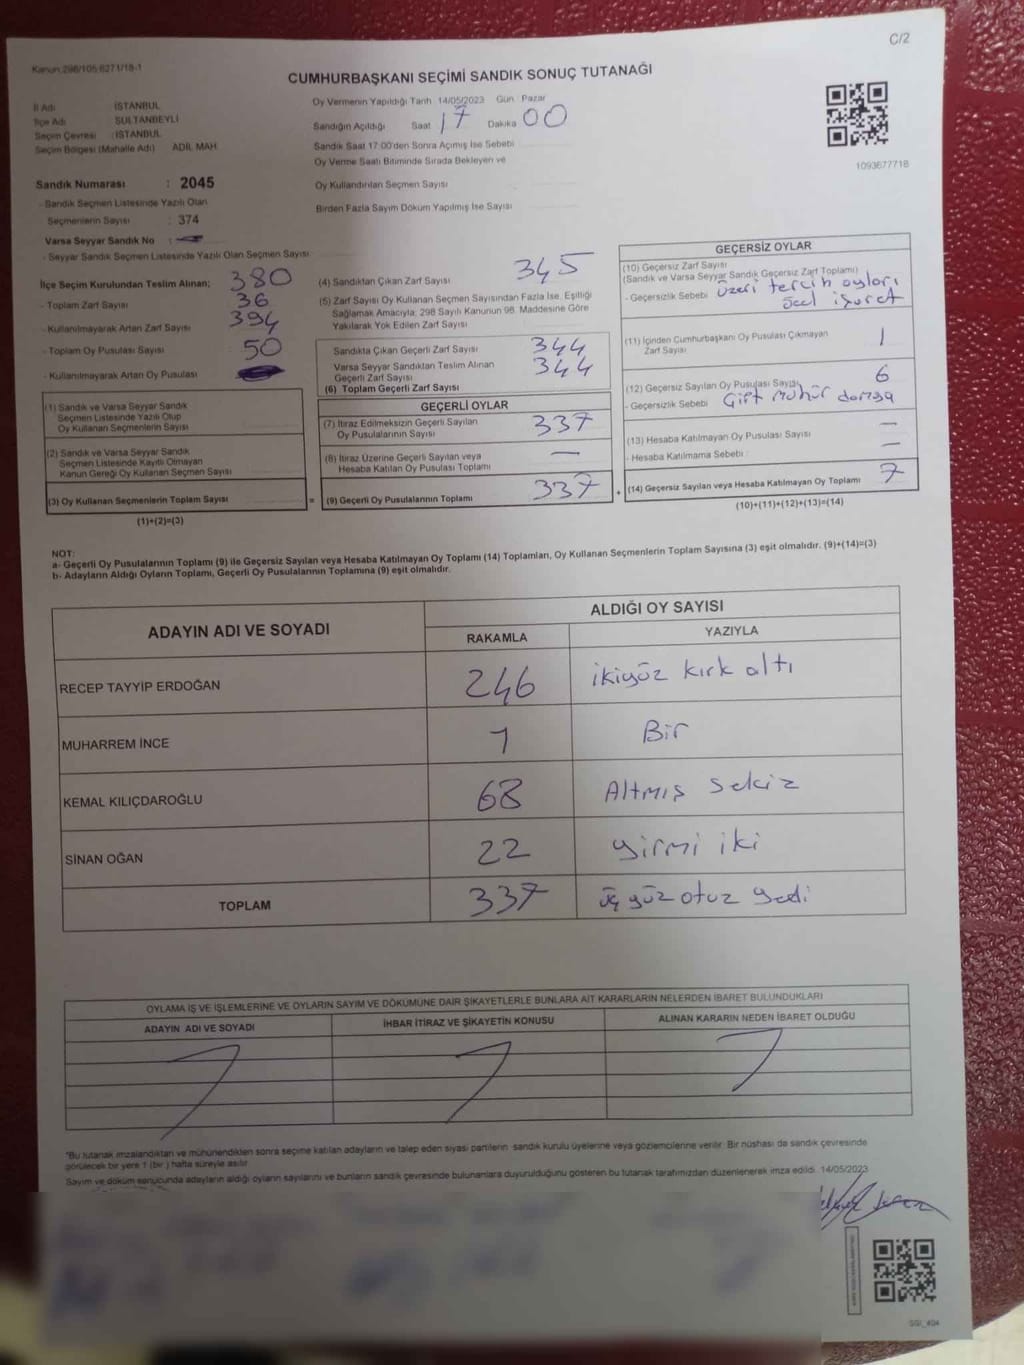 C/2
Kanun:298/105 6271/18-1
CUMHURBAŞKANI SEÇİMİ SANDIK SONUÇ TUTANAĞI
İl Adı İSTANBUL
İlçe Adı SULTANBEYLİ
Seçim Çevresi :İSTANBUL
Seçim Bölgesi (Mahalle Adı) ADİL MAH
Sandık Numarası : 2045
- Sandık Seçmen Listesinde Yazılı Olan
Seçmenlerin Sayısı : 374
Varsa Seyyar Sandık No :
- Seyyar Sandık Seçmen Listesinde Yazılı Olan Seçmen Sayısı
Oy Vermenin Yapıldığı Tarih 14/05/2023 Gün Pazar
Sandığın Açıldığı Saat 17 Dakika 00
Sandık Saat 17:00'den Sonra Açmış İse Sebebi
Oy Verme Saati Bitiminde Sırada Bekleyen ve
Oy Kullandırılan Seçmen Sayısı
Birden Fazla Sayım Döküm Yapılmış İse Sayısı
1093677718
İlçe Seçim Kurulundan Teslim Alınan; 380
- Toplam Zarf Sayısı 36
- Kullanılmayarak Artan Zarf Sayısı 394
- Toplam Oy Pusulası Sayısı : 50
- Kullanılmayarak Artan Oy Pusulası
(1) Sandık ve Varsa Seyyar Sandık
Seçmen Listesinde Yazılı Olup
Oy Kullanan Seçmenlerin Sayısı
(2) Sandık ve Varsa Seyyar Sandık
Seçmen Listesinde Kayıtlı Olmayan
Kanun Gereği Oy Kullanan Seçmen Sayısı
(3) Oy Kullanan Seçmenlerin Toplam Sayısı =
(1)+(2)=(3)
(4) Sandıktan Çıkan Zarf Sayısı 345
(5) Zarf Sayısı Oy Kullanan Seçmen Sayısından Fazla İse, Eşitliği
Sağlamak Amacıyla; 298 Sayılı Kanunun 98. Maddesine Göre
Yakılarak Yok Edilen Zarf Sayısı
Sandıkta Çıkan Geçerli Zarf Sayısı 344
Varsa Seyyar Sandıktan Teslim Alınan 344
Geçerli Zarf Sayısı
(6) Toplam Geçerli Zarf Sayısı
GEÇERLİ OYLAR
(7) İtiraz Edilmeksizin Geçerli Sayılan 337
Oy Pusulalarının Sayısı
(8) İtiraz Üzerine Geçerli Sayılan veya —
Hesaba Katılan Oy Pusulası Toplamı
(9) Geçerli Oy Pusulalarının Toplamı 337 +
GEÇERSİZ OYLAR
(10) Geçersiz Zarf Sayısı
(Sandık ve Varsa Seyyar Sandık Geçersiz Zarf Toplamı)
- Geçersizlik Sebebi üzeri tercih oyları
özel işaret
(11) İçinden Cumhurbaşkanı Oy Pusulası Çıkmayan 1
Zarf Sayısı
(12) Geçersiz Sayılan Oy Pusulası Sayısı 6
- Geçersizlik Sebebi Çift mühür damga
(13) Hesaba Katılmayan Oy Pusulası Sayısı —
- Hesaba Katılmama Sebebi : —
(14) Geçersiz Sayılan veya Hesaba Katılmayan Oy Toplamı 7
(10)+(11)+(12)+(13)=(14)
NOT:
a- Geçerli Oy Pusulalarının Toplamı (9) ile Geçersiz Sayılan veya Hesaba Katılmayan Oy Toplamı (14) Toplamları, Oy Kullanan Seçmenlerin Toplam Sayısına (3) eşit olmalıdır. (9)+(14)=(3)
b- Adayların Aldığı Oyların Toplamı, Geçerli Oy Pusulalarının Toplamına (9) eşit olmalıdır.
ADAYIN ADI VE SOYADI ALDIĞI OY SAYISI
RAKAMLA YAZIYLA
RECEP TAYYİP ERDOĞAN 246 ikiyüz kırk altı
MUHARREM İNCE 1 Bir
KEMAL KILIÇDAROĞLU 68 Altmış sekiz
SİNAN OĞAN 22 yirmi iki
TOPLAM 337 üç yüz otuz yedi
OYLAMA İŞ VE İŞLEMLERİNE VE OYLARIN SAYIM VE DÖKÜMÜNE DAİR ŞİKAYETLERLE BUNLARA AİT KARARLARIN NELERDEN İBARET BULUNDUKLARI
ADAYIN ADI VE SOYADI İHBAR İTİRAZ VE ŞİKAYETİN KONUSU ALINAN KARARIN NEDEN İBARET OLDUĞU
*Bu tutanak imzalandıktan ve mühürlendikten sonra seçime katılan adayların ve talep eden siyasi partilerin sandık kurulu üyelerine veya gözlemcilerine verilir. Bir nüshası da sandık çevresinde
görülecek bir yere 1 (bir ) hafta süreyle asılır
Sayım ve döküm sonucunda adayların aldığı oyların sayılarını ve bunların sandık çevresinde bulunanlara duyurulduğunu gösteren bu tutanak tarafımızdan düzenlenerek imza edildi. 14/05/2023
SGI_404